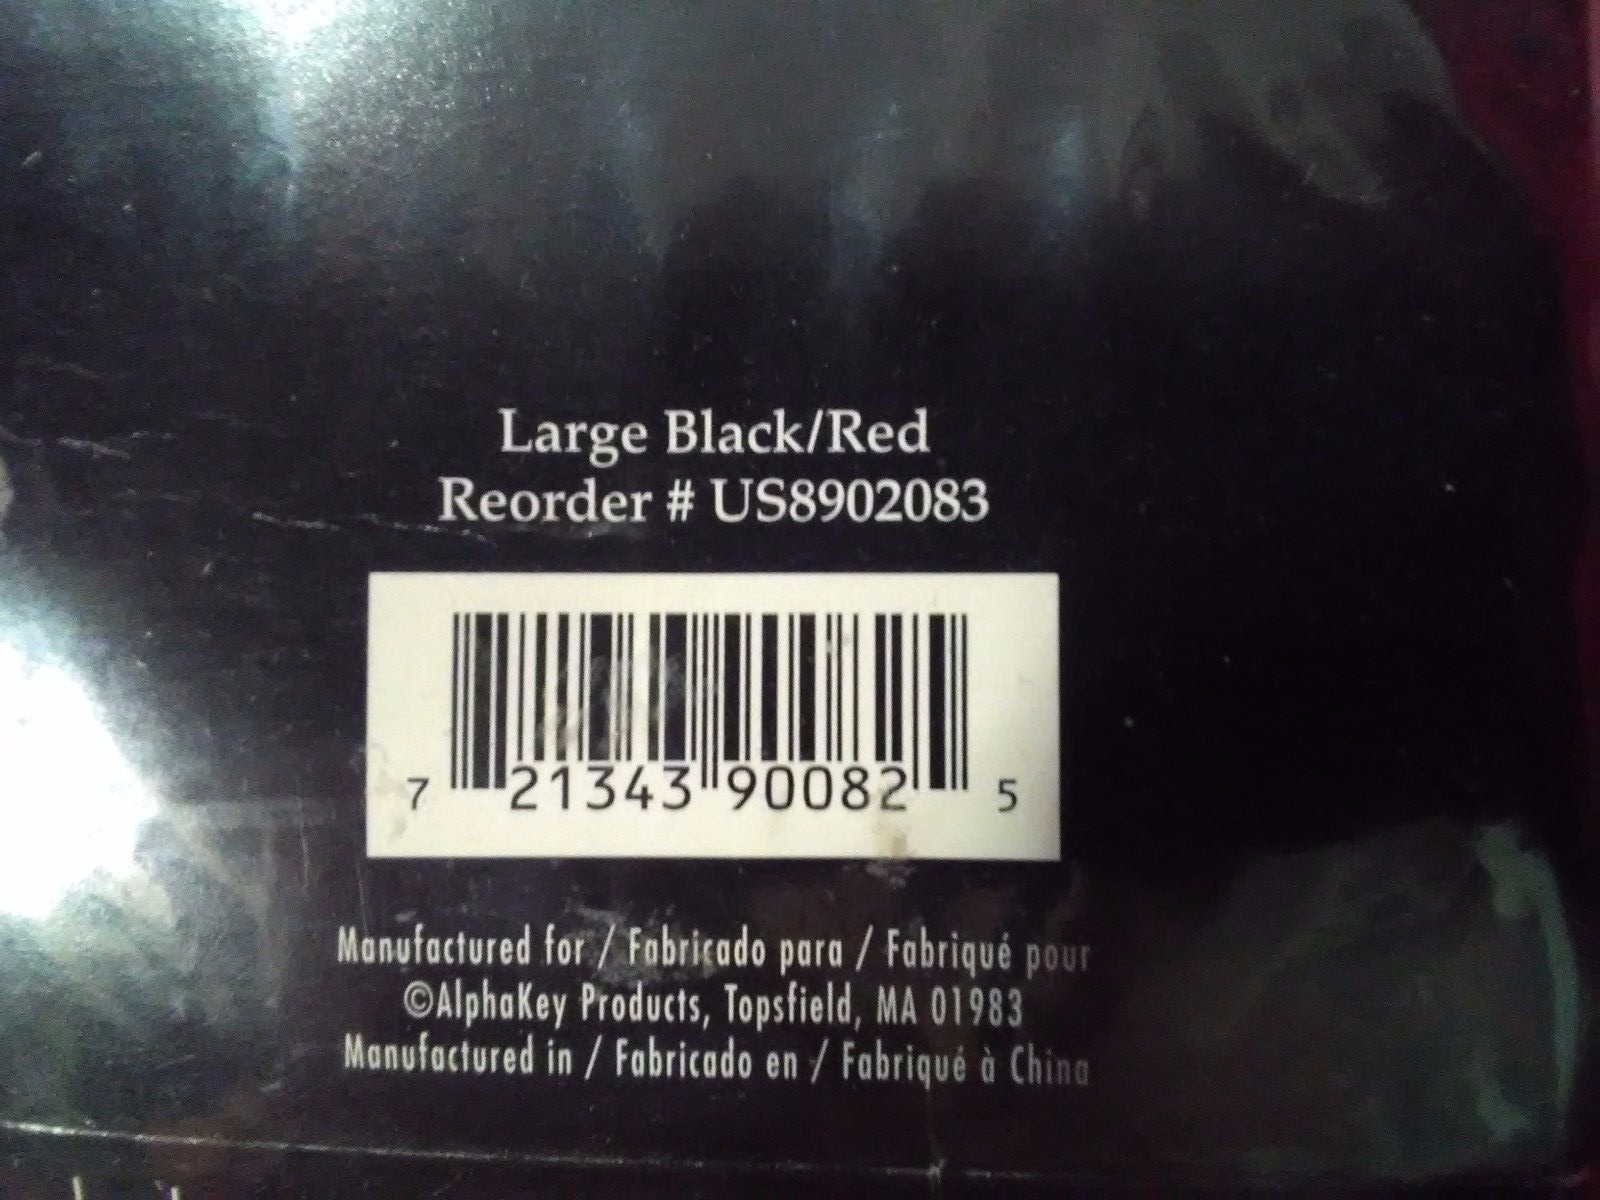 Large Black/Red
Reorder # US8902083
7 21343 90082 5
Manufactured for / Fabricado para / Fabriqué pour
©AlphaKey Products, Topsfield, MA 01983
Manufactured in / Fabricado en / Fabriqué à China